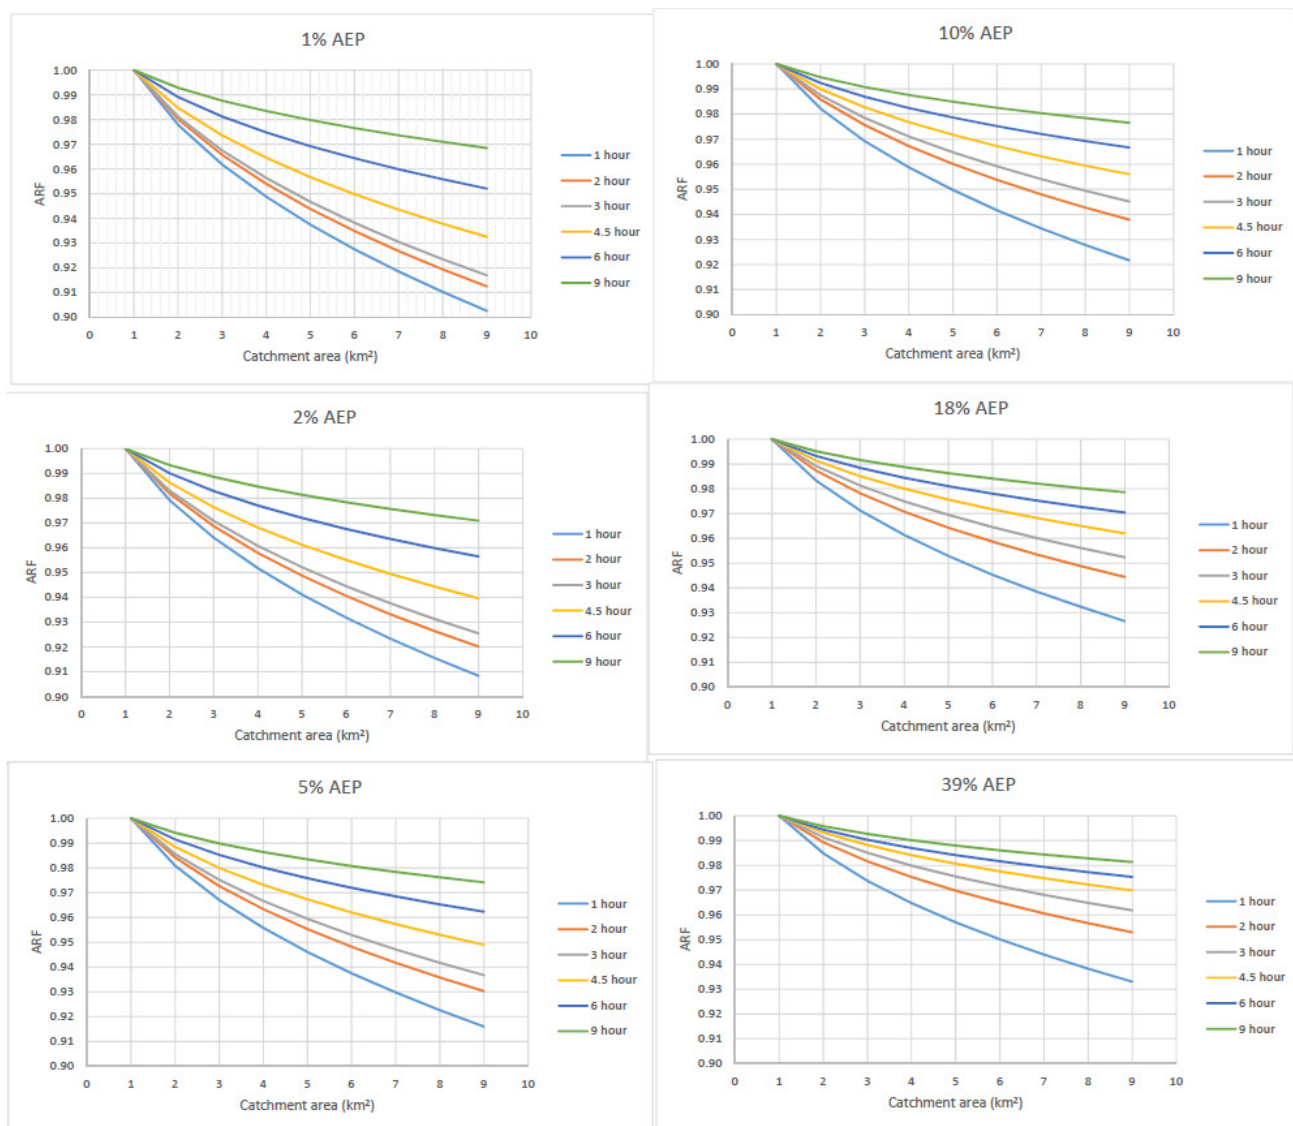 1% AEP
1.00
0.99
0.98
0.97
0.96
0.95
0.94
0.93
0.92
0.91
0.90
ARF
0 1 2 3 4 5 6 7 8 9 10
Catchment area (km²)
1 hour
2 hour
3 hour
4.5 hour
6 hour
9 hour
10% AEP
1.00
0.99
0.98
0.97
0.96
0.95
0.94
0.93
0.92
0.91
0.90
ARF
0 1 2 3 4 5 6 7 8 9 10
Catchment area (km²)
1 hour
2 hour
3 hour
4.5 hour
6 hour
9 hour
2% AEP
1.00
0.99
0.98
0.97
0.96
0.95
0.94
0.93
0.92
0.91
0.90
ARF
0 1 2 3 4 5 6 7 8 9 10
Catchment area (km²)
1 hour
2 hour
3 hour
4.5 hour
6 hour
9 hour
18% AEP
1.00
0.99
0.98
0.97
0.96
0.95
0.94
0.93
0.92
0.91
0.90
ARF
0 1 2 3 4 5 6 7 8 9 10
Catchment area (km²)
1 hour
2 hour
3 hour
4.5 hour
6 hour
9 hour
5% AEP
1.00
0.99
0.98
0.97
0.96
0.95
0.94
0.93
0.92
0.91
0.90
ARF
0 1 2 3 4 5 6 7 8 9 10
Catchment area (km²)
1 hour
2 hour
3 hour
4.5 hour
6 hour
9 hour
39% AEP
1.00
0.99
0.98
0.97
0.96
0.95
0.94
0.93
0.92
0.91
0.90
ARF
0 1 2 3 4 5 6 7 8 9 10
Catchment area (km²)
1 hour
2 hour
3 hour
4.5 hour
6 hour
9 hour